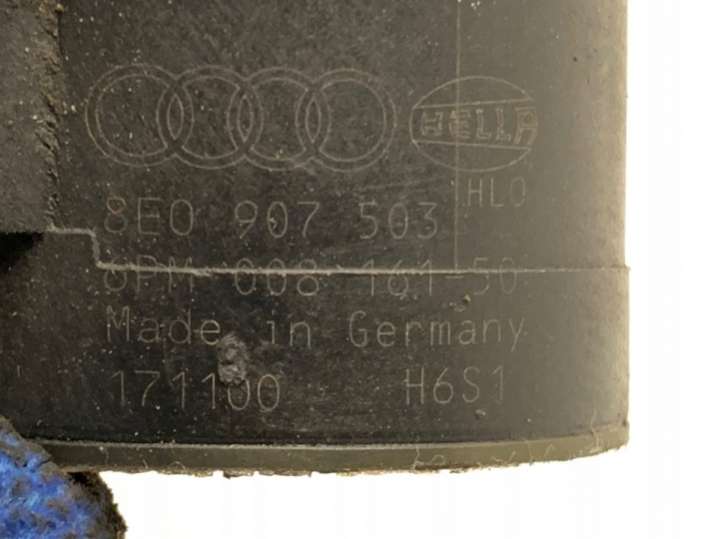 HELLA
HLO
8E0 907 503
6PM 008 161-50
Made in Germany
171100 H6S1